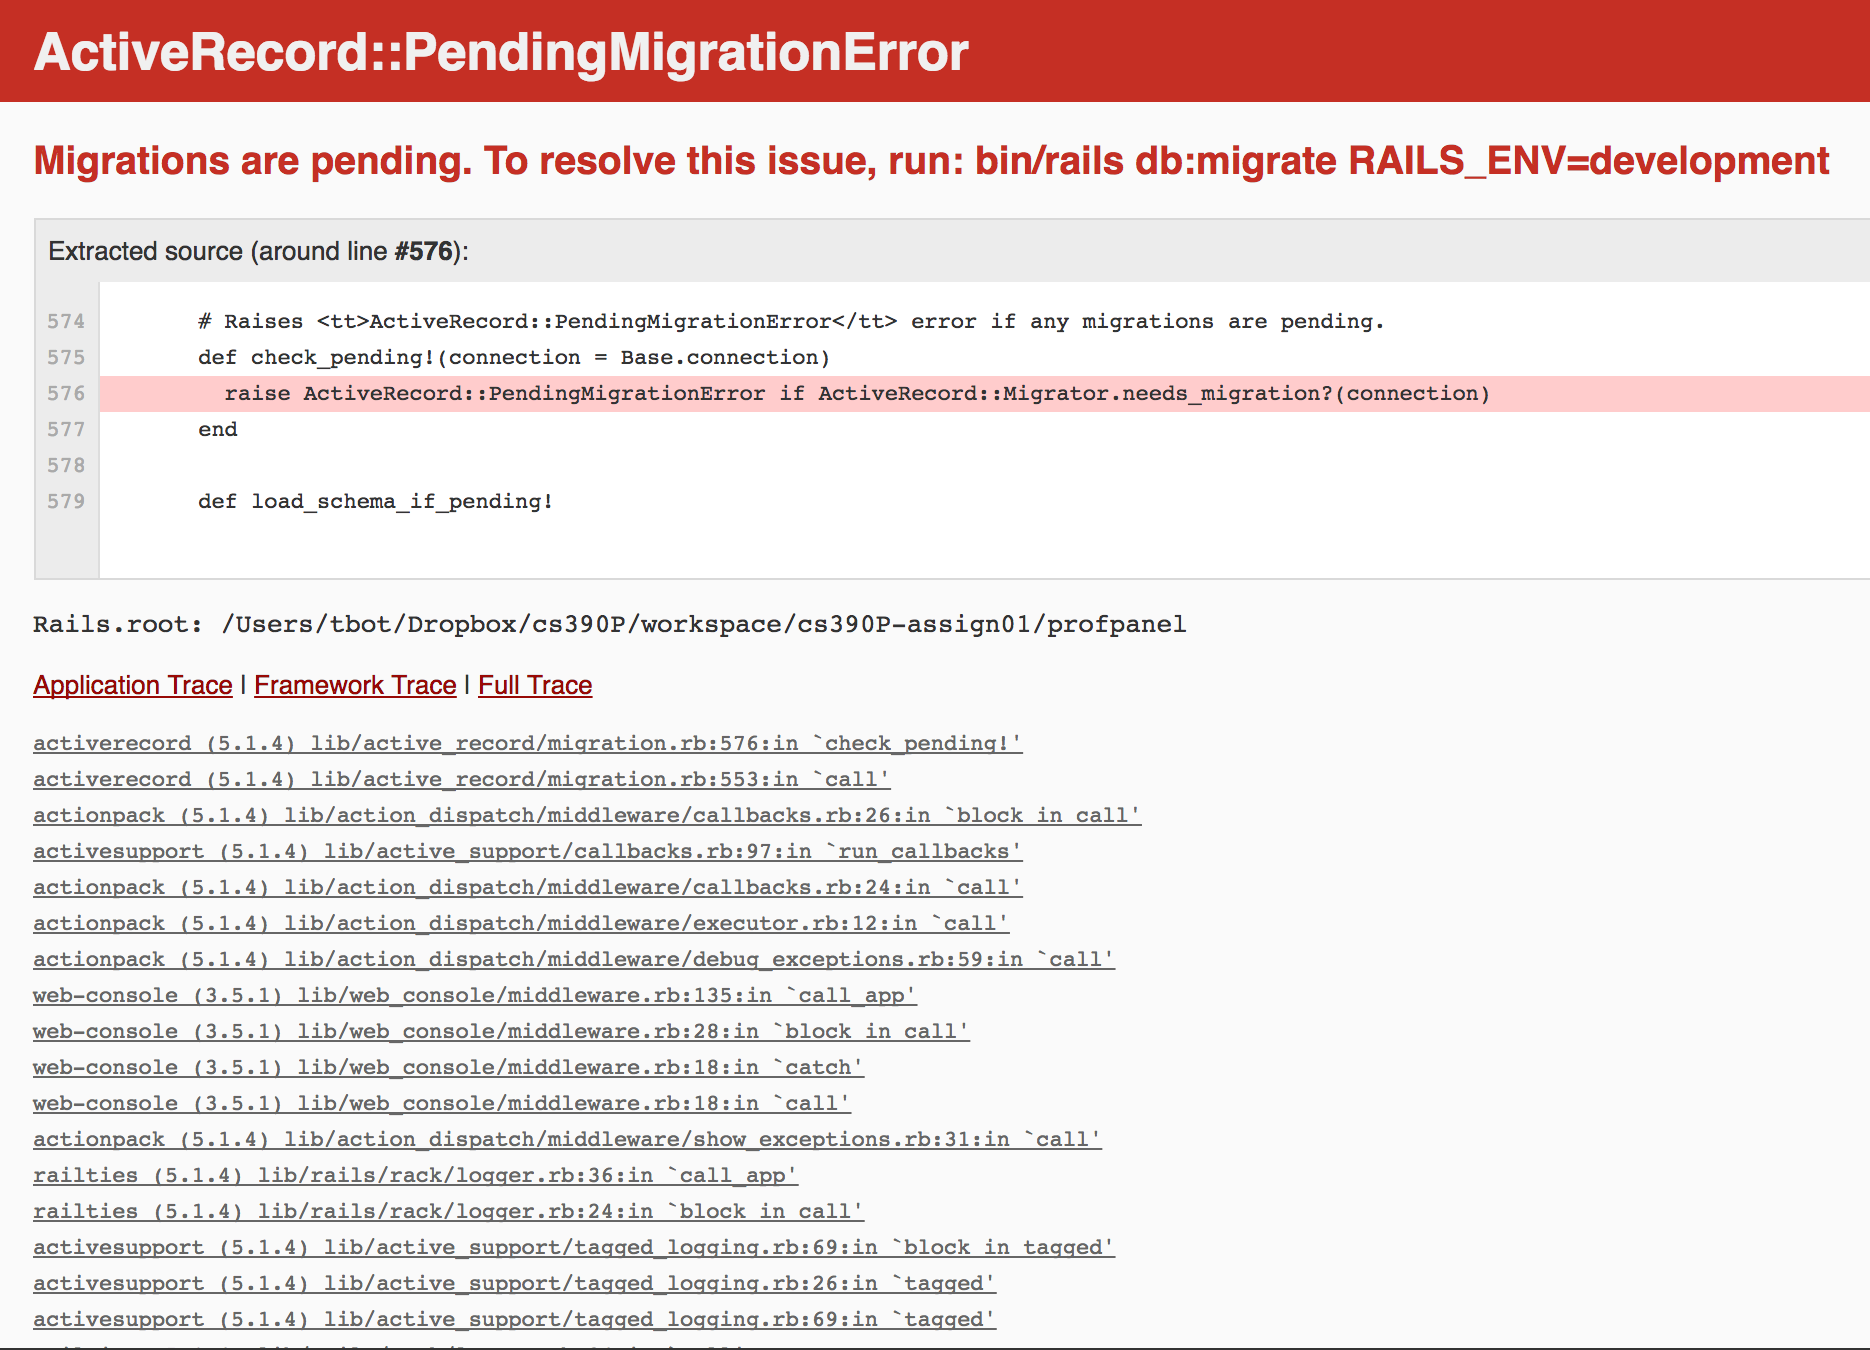 ActiveRecord::PendingMigrationError
Migrations are pending. To resolve this issue, run: bin/rails db:migrate RAILS_ENV=development
Extracted source (around line #576):
574 # Raises <tt>ActiveRecord::PendingMigrationError</tt> error if any migrations are pending.
575 def check_pending!(connection = Base.connection)
576 raise ActiveRecord::PendingMigrationError if ActiveRecord::Migrator.needs_migration?(connection)
577 end
578
579 def load_schema_if_pending!
Rails.root: /Users/tbot/Dropbox/cs390P/workspace/cs390P-assign01/profpanel
Application Trace | Framework Trace | Full Trace
activerecord (5.1.4) lib/active_record/migration.rb:576:in `check_pending!'
activerecord (5.1.4) lib/active_record/migration.rb:553:in `call'
actionpack (5.1.4) lib/action_dispatch/middleware/callbacks.rb:26:in `block in call'
activesupport (5.1.4) lib/active_support/callbacks.rb:97:in `run_callbacks'
actionpack (5.1.4) lib/action_dispatch/middleware/callbacks.rb:24:in `call'
actionpack (5.1.4) lib/action_dispatch/middleware/executor.rb:12:in `call'
actionpack (5.1.4) lib/action_dispatch/middleware/debug_exceptions.rb:59:in `call'
web-console (3.5.1) lib/web_console/middleware.rb:135:in `call_app'
web-console (3.5.1) lib/web_console/middleware.rb:28:in `block in call'
web-console (3.5.1) lib/web_console/middleware.rb:18:in `catch'
web-console (3.5.1) lib/web_console/middleware.rb:18:in `call'
actionpack (5.1.4) lib/action_dispatch/middleware/show_exceptions.rb:31:in `call'
railties (5.1.4) lib/rails/rack/logger.rb:36:in `call_app'
railties (5.1.4) lib/rails/rack/logger.rb:24:in `block in call'
activesupport (5.1.4) lib/active_support/tagged_logging.rb:69:in `block in tagged'
activesupport (5.1.4) lib/active_support/tagged_logging.rb:26:in `tagged'
activesupport (5.1.4) lib/active_support/tagged_logging.rb:69:in `tagged'